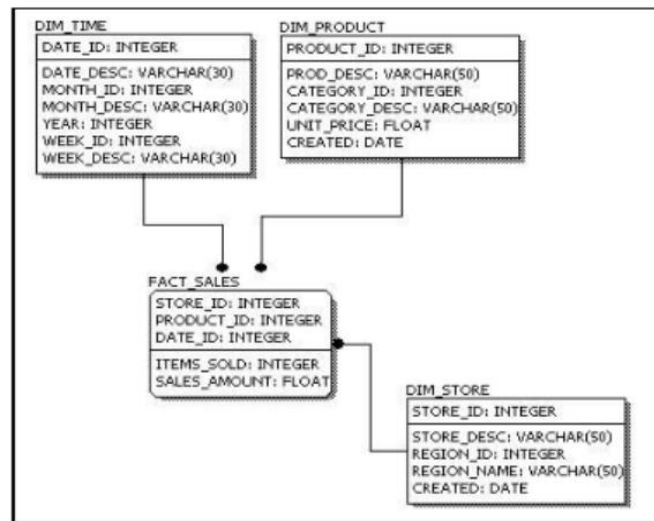 DIM_TIME
DATE_ID: INTEGER
DATE_DESC: VARCHAR(30)
MONTH_ID: INTEGER
MONTH_DESC: VARCHAR(30)
YEAR: INTEGER
WEEK_ID: INTEGER
WEEK_DESC: VARCHAR(30)
DIM_PRODUCT
PRODUCT_ID: INTEGER
PROD_DESC: VARCHAR(50)
CATEGORY_ID: INTEGER
CATEGORY_DESC: VARCHAR(50)
UNIT_PRICE: FLOAT
CREATED: DATE
FACT_SALES
STORE_ID: INTEGER
PRODUCT_ID: INTEGER
DATE_ID: INTEGER
ITEMS_SOLD: INTEGER
SALES_AMOUNT: FLOAT
DIM_STORE
STORE_ID: INTEGER
STORE_DESC: VARCHAR(50)
REGION_ID: INTEGER
REGION_NAME: VARCHAR(50)
CREATED: DATE